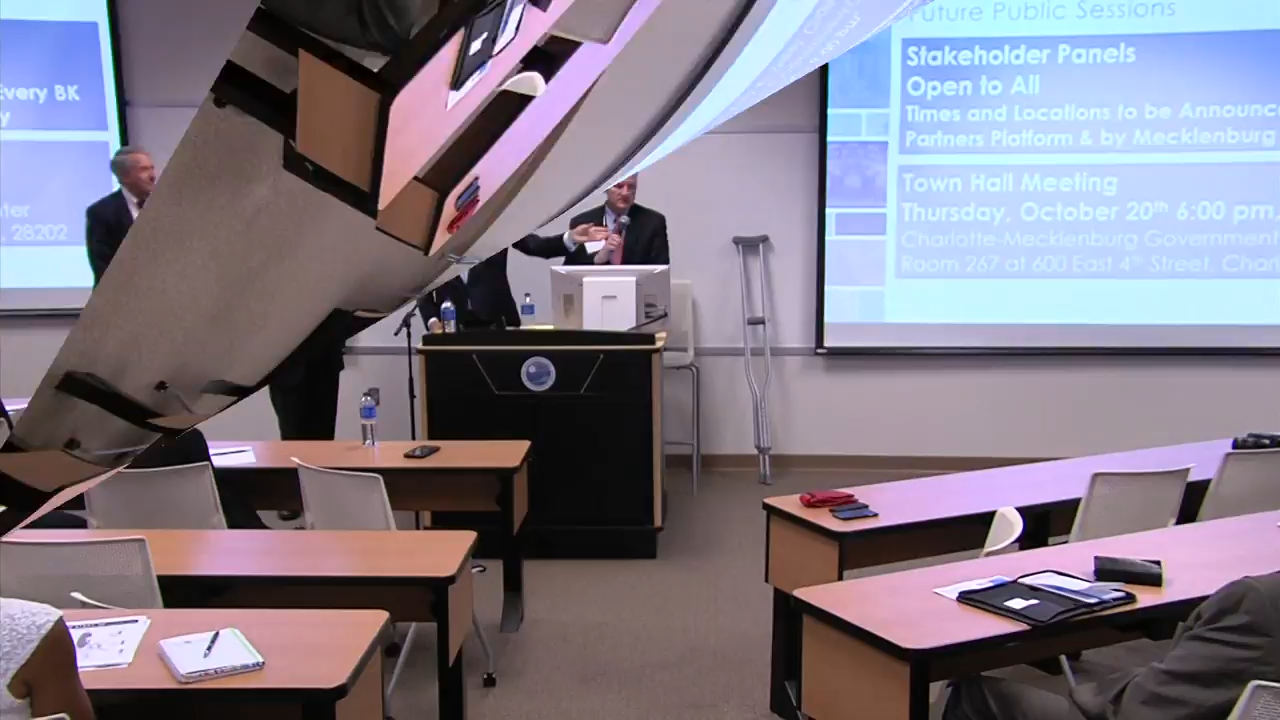 Every BK
28202
Future Public Sessions
Stakeholder Panels
Open to All
Times and Locations to be Announc
Partners Platform & by Mecklenburg
Town Hall Meeting
Thursday, October 20th 6:00 pm
Charlotte-Mecklenburg Government
Room 267 at 600 East 4th Street, Charl